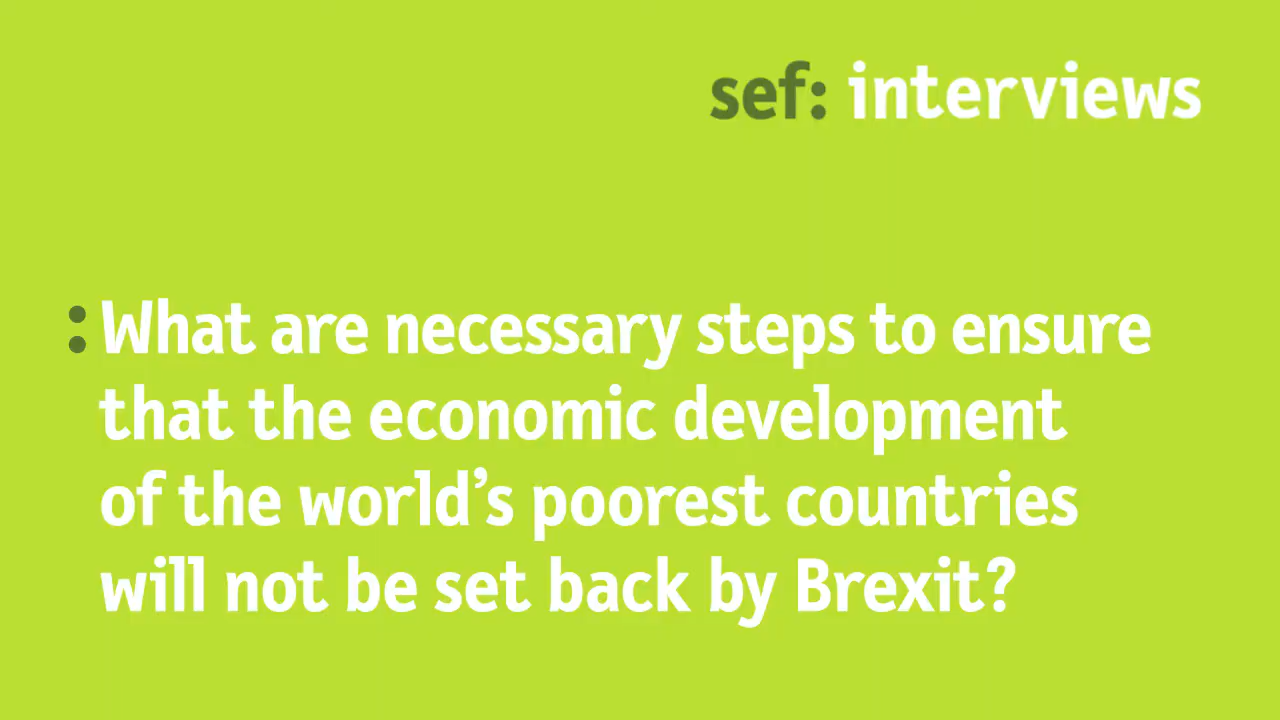 sef: interviews
: What are necessary steps to ensure
that the economic development
of the world’s poorest countries
will not be set back by Brexit?